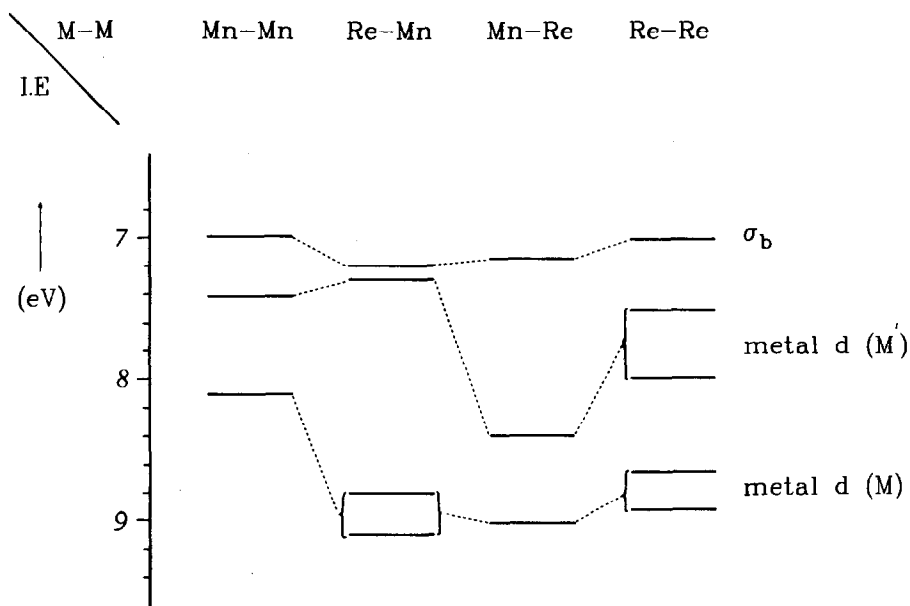 M–M Mn–Mn Re–Mn Mn–Re Re–Re
I.E
7
σb
(eV)
metal d (M')
8
metal d (M)
9